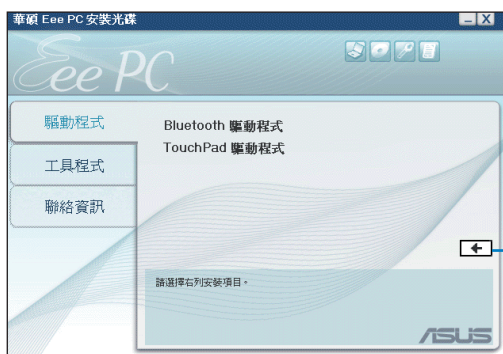 華碩 Eee PC 安裝光碟
Eee PC
驅動程式
工具程式
聯絡資訊
Bluetooth 驅動程式
TouchPad 驅動程式
請選擇右列安裝項目。
ASUS